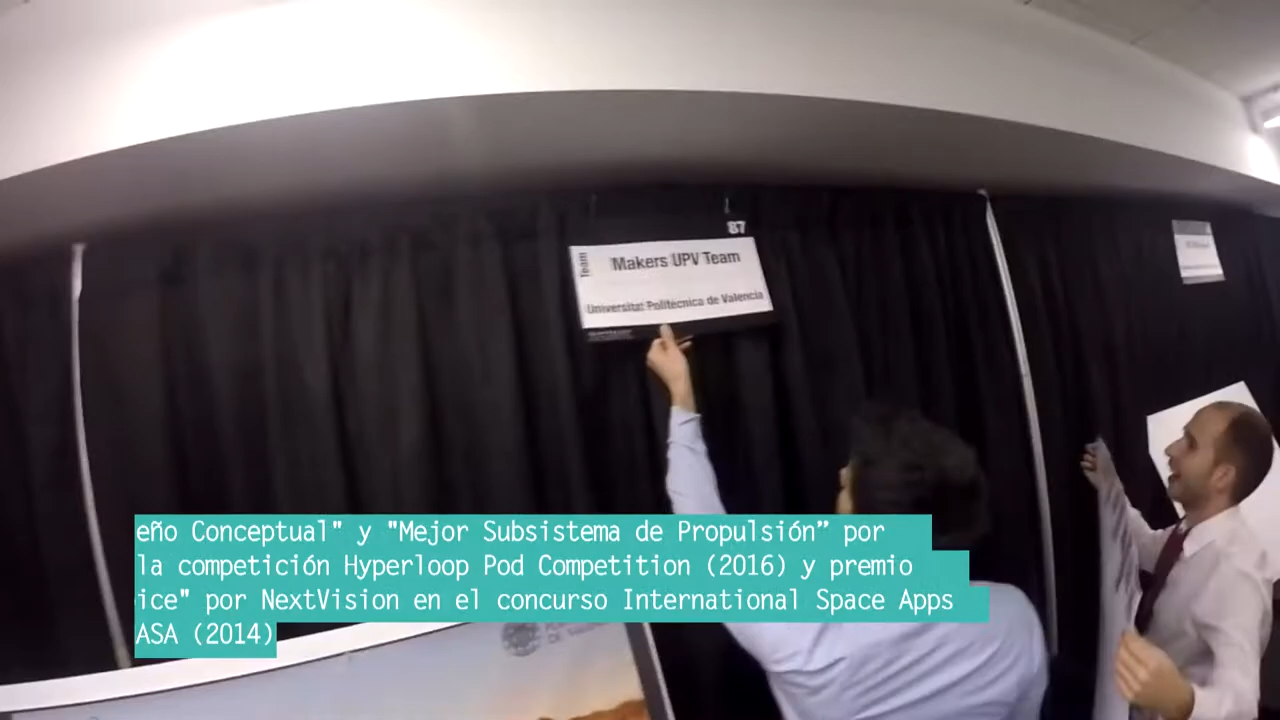 87
Team
Makers UPV Team
Universitat Politècnica de València
eño Conceptual" y "Mejor Subsistema de Propulsión” por
la competición Hyperloop Pod Competition (2016) y premio
ice" por NextVision en el concurso International Space Apps
ASA (2014)